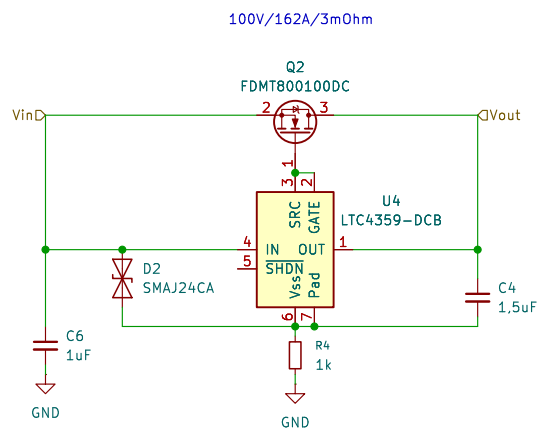 100V/162A/3mOhm
Q2
FDMT800100DC
Vin
2
3
Vout
1
3
2
SRC
GATE
U4
LTC4359-DCB
4
IN
OUT
1
5
SHDN
Vss
Pad
6
7
D2
SMAJ24CA
C4
1,5uF
C6
1uF
R4
1k
GND
GND